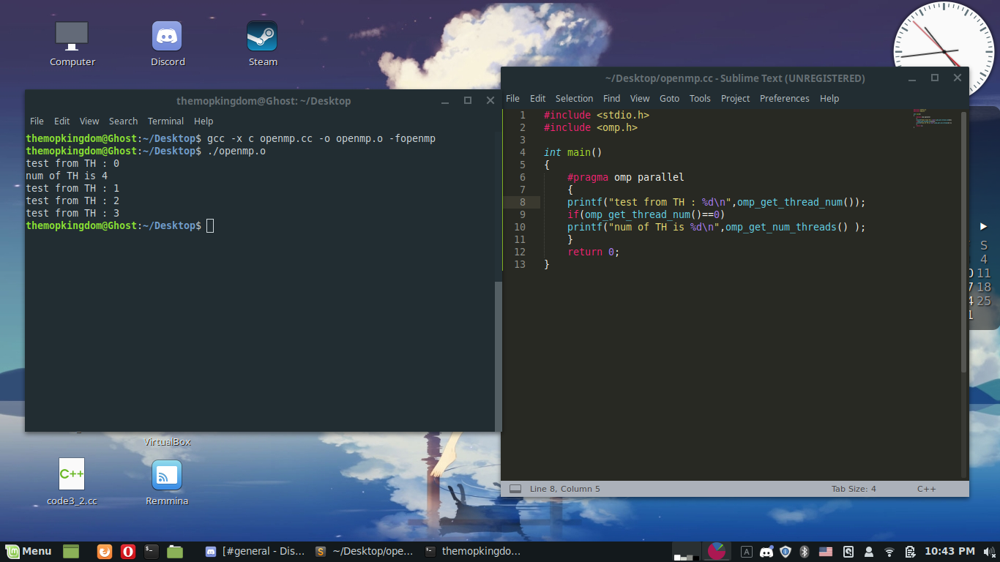 Computer
Discord
Steam
themopkingdom@Ghost: ~/Desktop
File Edit View Search Terminal Help
themopkingdom@Ghost:~/Desktop$ gcc -x c openmp.cc -o openmp.o -fopenmp
themopkingdom@Ghost:~/Desktop$ ./openmp.o
test from TH : 0
num of TH is 4
test from TH : 1
test from TH : 2
test from TH : 3
themopkingdom@Ghost:~/Desktop$
~/Desktop/openmp.cc - Sublime Text (UNREGISTERED)
File Edit Selection Find View Goto Tools Project Preferences Help
1 #include <stdio.h>
2 #include <omp.h>
3
4 int main()
5 {
6 #pragma omp parallel
7 {
8 printf("test from TH : %d\n",omp_get_thread_num());
9 if(omp_get_thread_num()==0)
10 printf("num of TH is %d\n",omp_get_num_threads() );
11 }
12 return 0;
13 }
Line 8, Column 5 Tab Size: 4 C++
S
4
11
18
25
VirtualBox
C++
code3_2.cc
Remmina
Menu [#general - Dis... ~/Desktop/ope... themopkingdo... A 10:43 PM